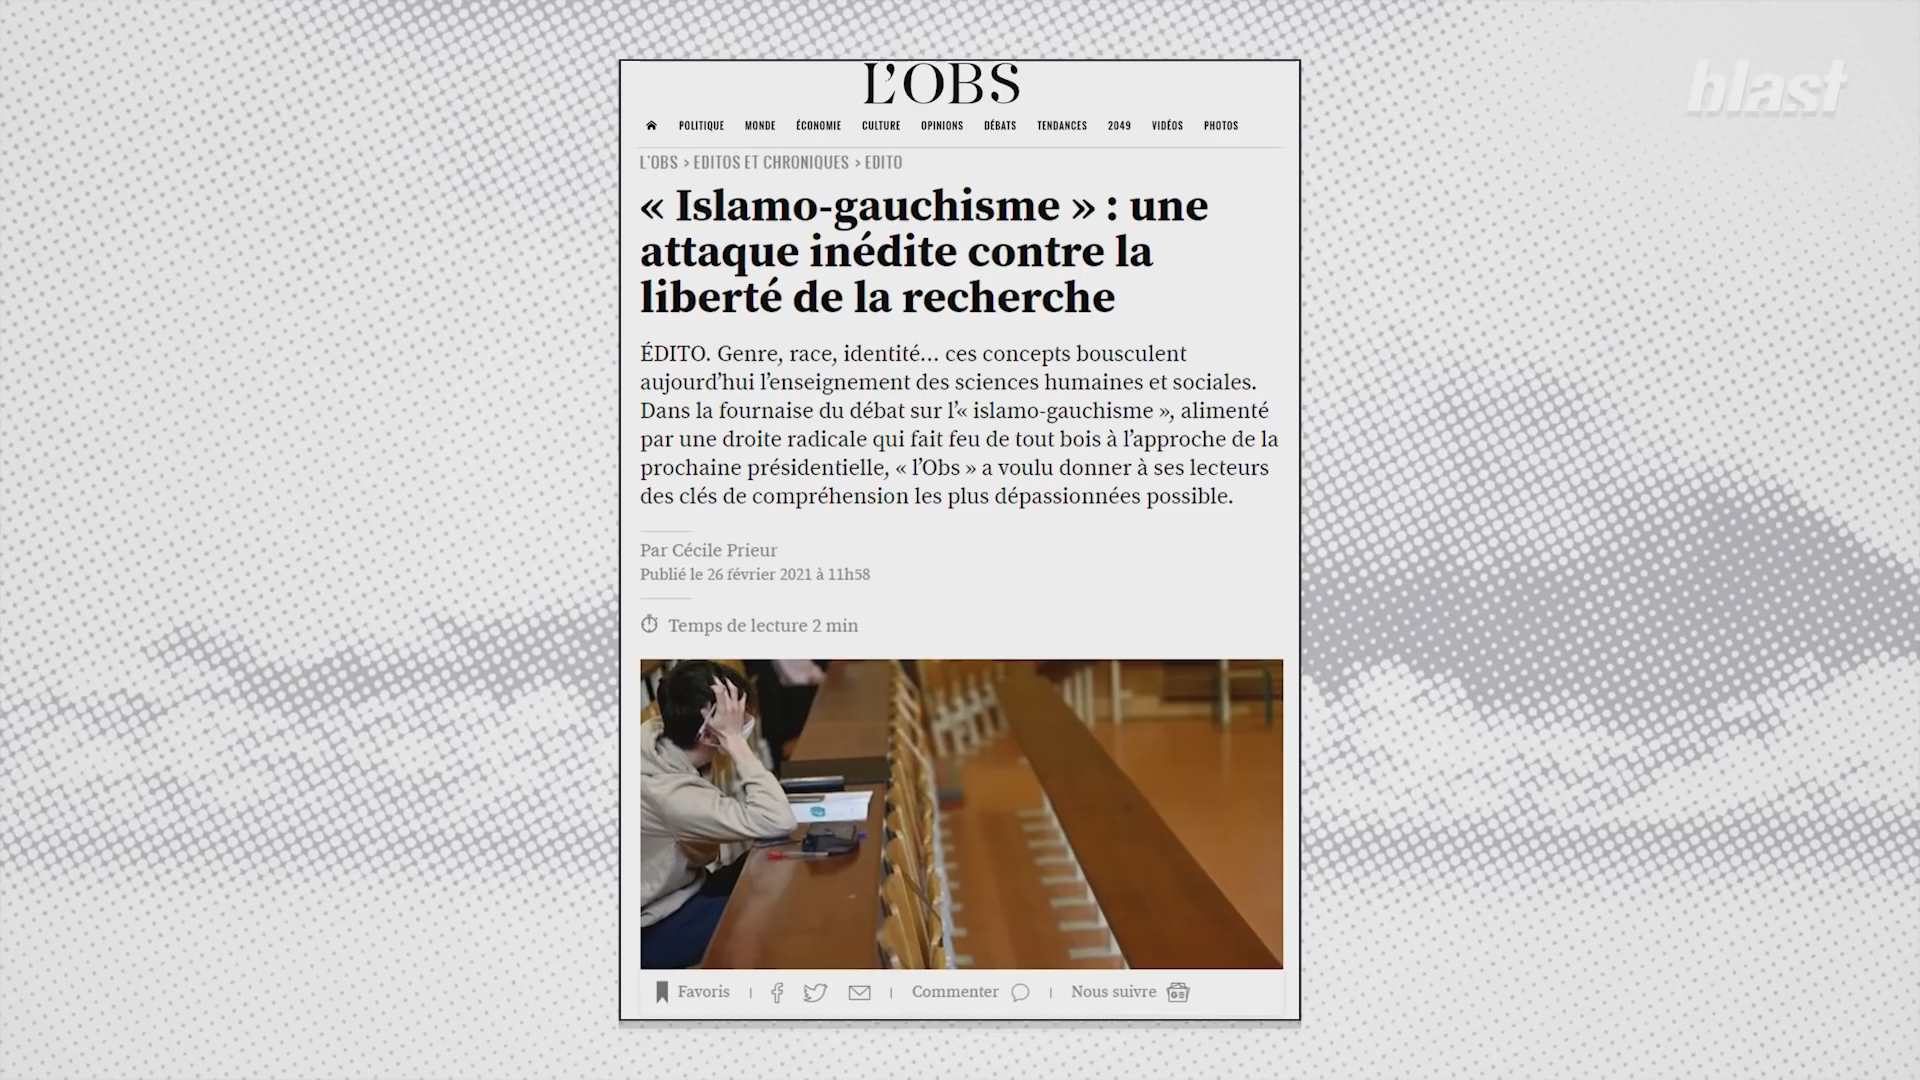 blast
L'OBS
POLITIQUE MONDE ÉCONOMIE CULTURE OPINIONS DÉBATS TENDANCES 2049 VIDÉOS PHOTOS
L'OBS > EDITOS ET CHRONIQUES > EDITO
« Islamo-gauchisme » : une
attaque inédite contre la
liberté de la recherche
ÉDITO. Genre, race, identité… ces concepts bousculent
aujourd’hui l’enseignement des sciences humaines et sociales.
Dans la fournaise du débat sur l’« islamo-gauchisme », alimenté
par une droite radicale qui fait feu de tout bois à l’approche de la
prochaine présidentielle, « l’Obs » a voulu donner à ses lecteurs
des clés de compréhension les plus dépassionnées possible.
Par Cécile Prieur
Publié le 26 février 2021 à 11h58
Temps de lecture 2 min
Favoris | | Commenter | Nous suivre GE